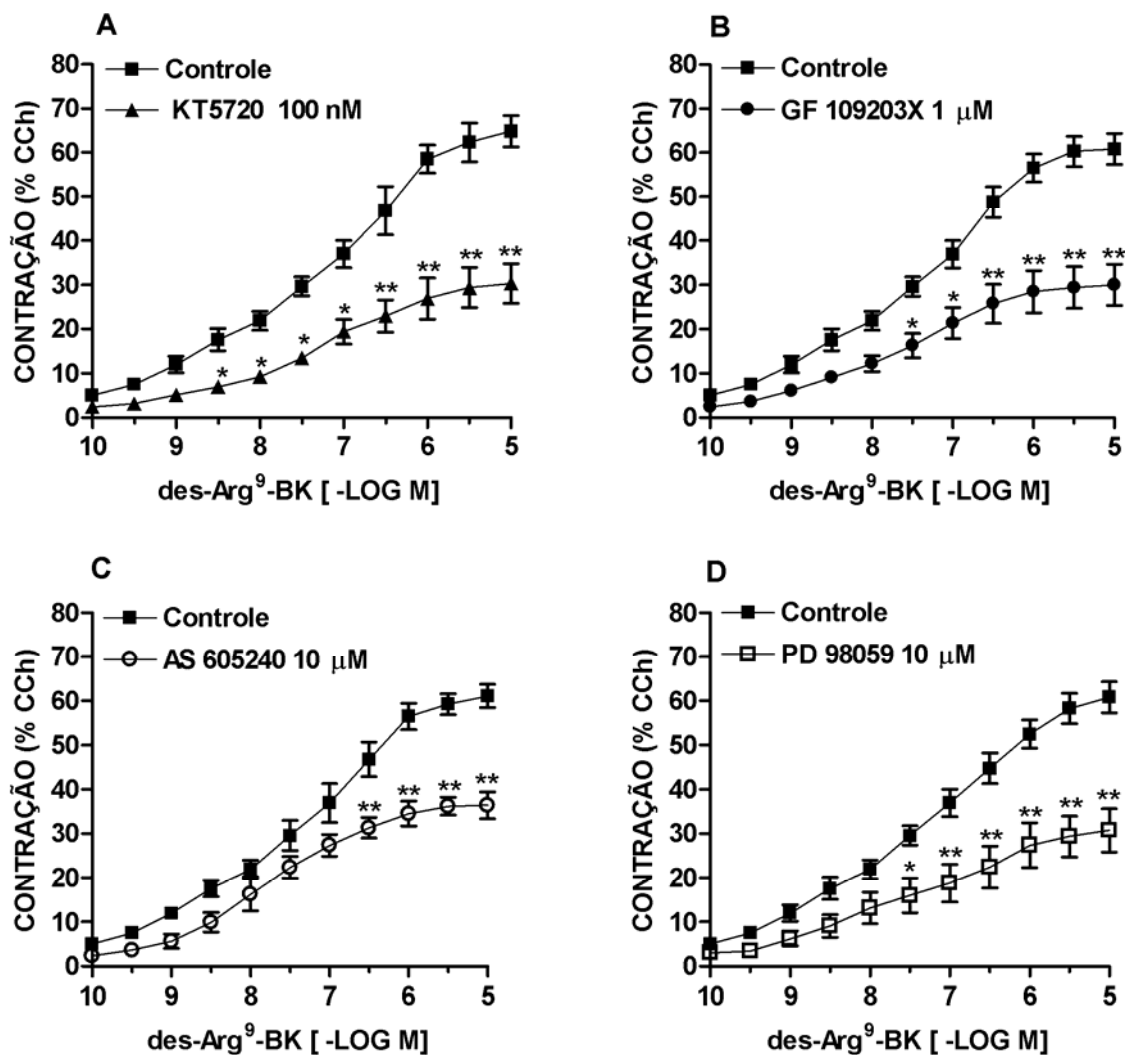 A
Controle
KT5720 100 nM
CONTRAÇÃO (% CCh)
80
70
60
50
40
30
20
10
0
* * * * ** ** ** **
10 9 8 7 6 5
des-Arg⁹-BK [ -LOG M]
B
Controle
GF 109203X 1 μM
CONTRAÇÃO (% CCh)
80
70
60
50
40
30
20
10
0
* * ** ** ** **
10 9 8 7 6 5
des-Arg⁹-BK [ -LOG M]
C
Controle
AS 605240 10 μM
CONTRAÇÃO (% CCh)
80
70
60
50
40
30
20
10
0
** ** ** **
10 9 8 7 6 5
des-Arg⁹-BK [ -LOG M]
D
Controle
PD 98059 10 μM
CONTRAÇÃO (% CCh)
80
70
60
50
40
30
20
10
0
* ** ** ** ** **
10 9 8 7 6 5
des-Arg⁹-BK [ -LOG M]